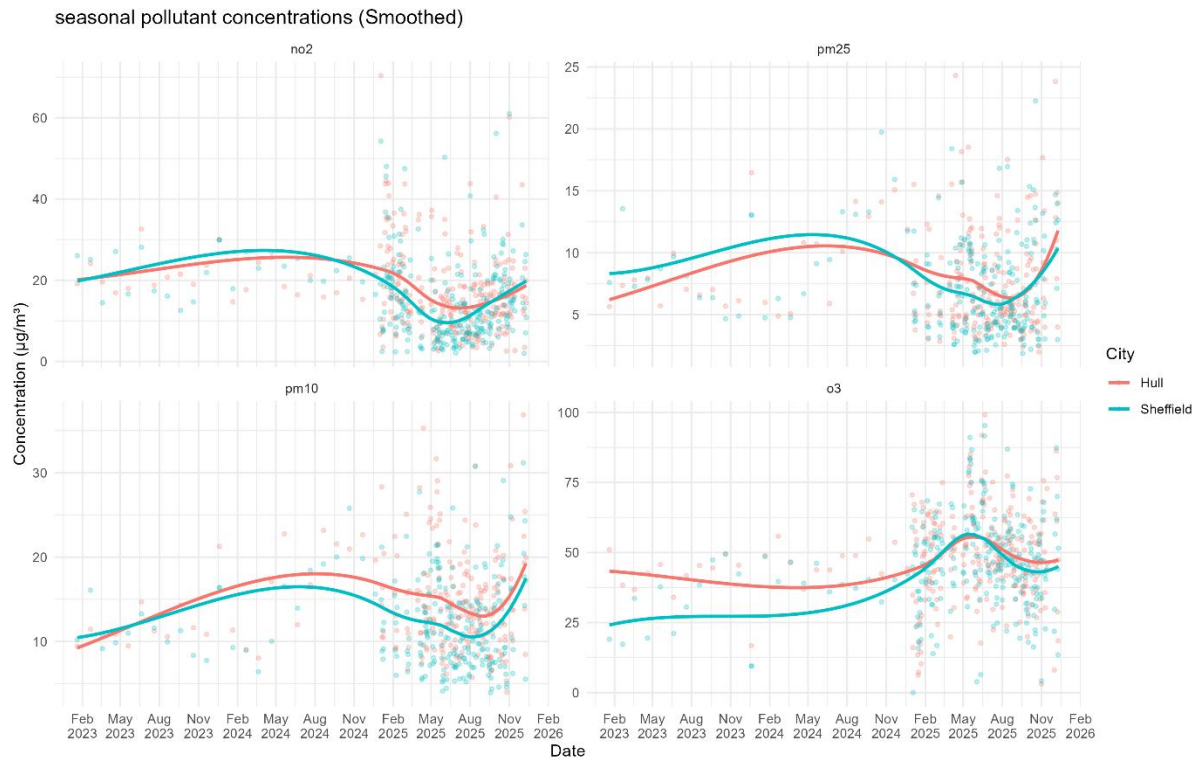 seasonal pollutant concentrations (Smoothed)
no2
pm25
60
40
20
0
25
20
15
10
5
pm10
o3
30
20
10
100
75
50
25
0
Concentration (µg/m³)
Feb 2023 May 2023 Aug 2023 Nov 2023 Feb 2024 May 2024 Aug 2024 Nov 2024 Feb 2025 May 2025 Aug 2025 Nov 2025 Feb 2026
Feb 2023 May 2023 Aug 2023 Nov 2023 Feb 2024 May 2024 Aug 2024 Nov 2024 Feb 2025 May 2025 Aug 2025 Nov 2025 Feb 2026
Date
City
Hull
Sheffield